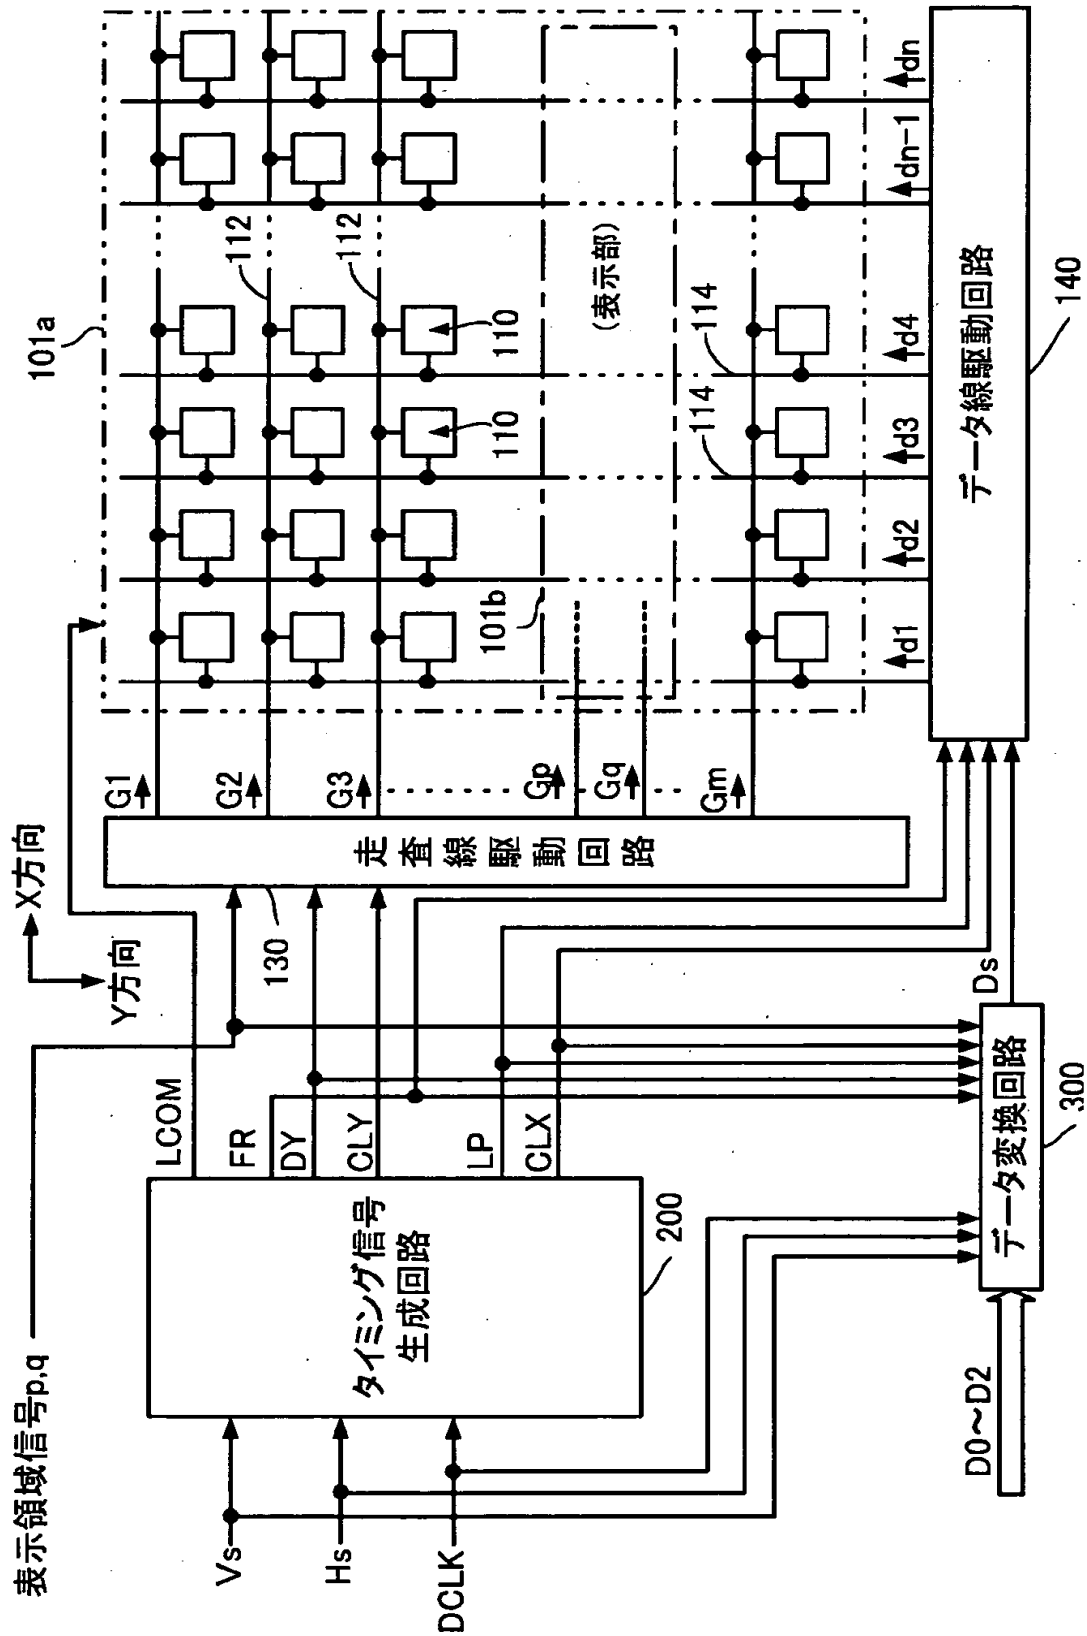 表示領域信号p,q
Y方向
X方向
101a
LCOM
FR
DY
CLY
LP
CLX
Vs
Hs
DCLK
タイミング信号
生成回路
200
130
走査線駆動回路
G1
G2
G3
Gp
Gq
Gm
112
112
110
110
101b
(表示部)
114
114
d1
d2
d3
d4
dn-1
dn
データ線駆動回路
140
D0～D2
データ変換回路
300
Ds